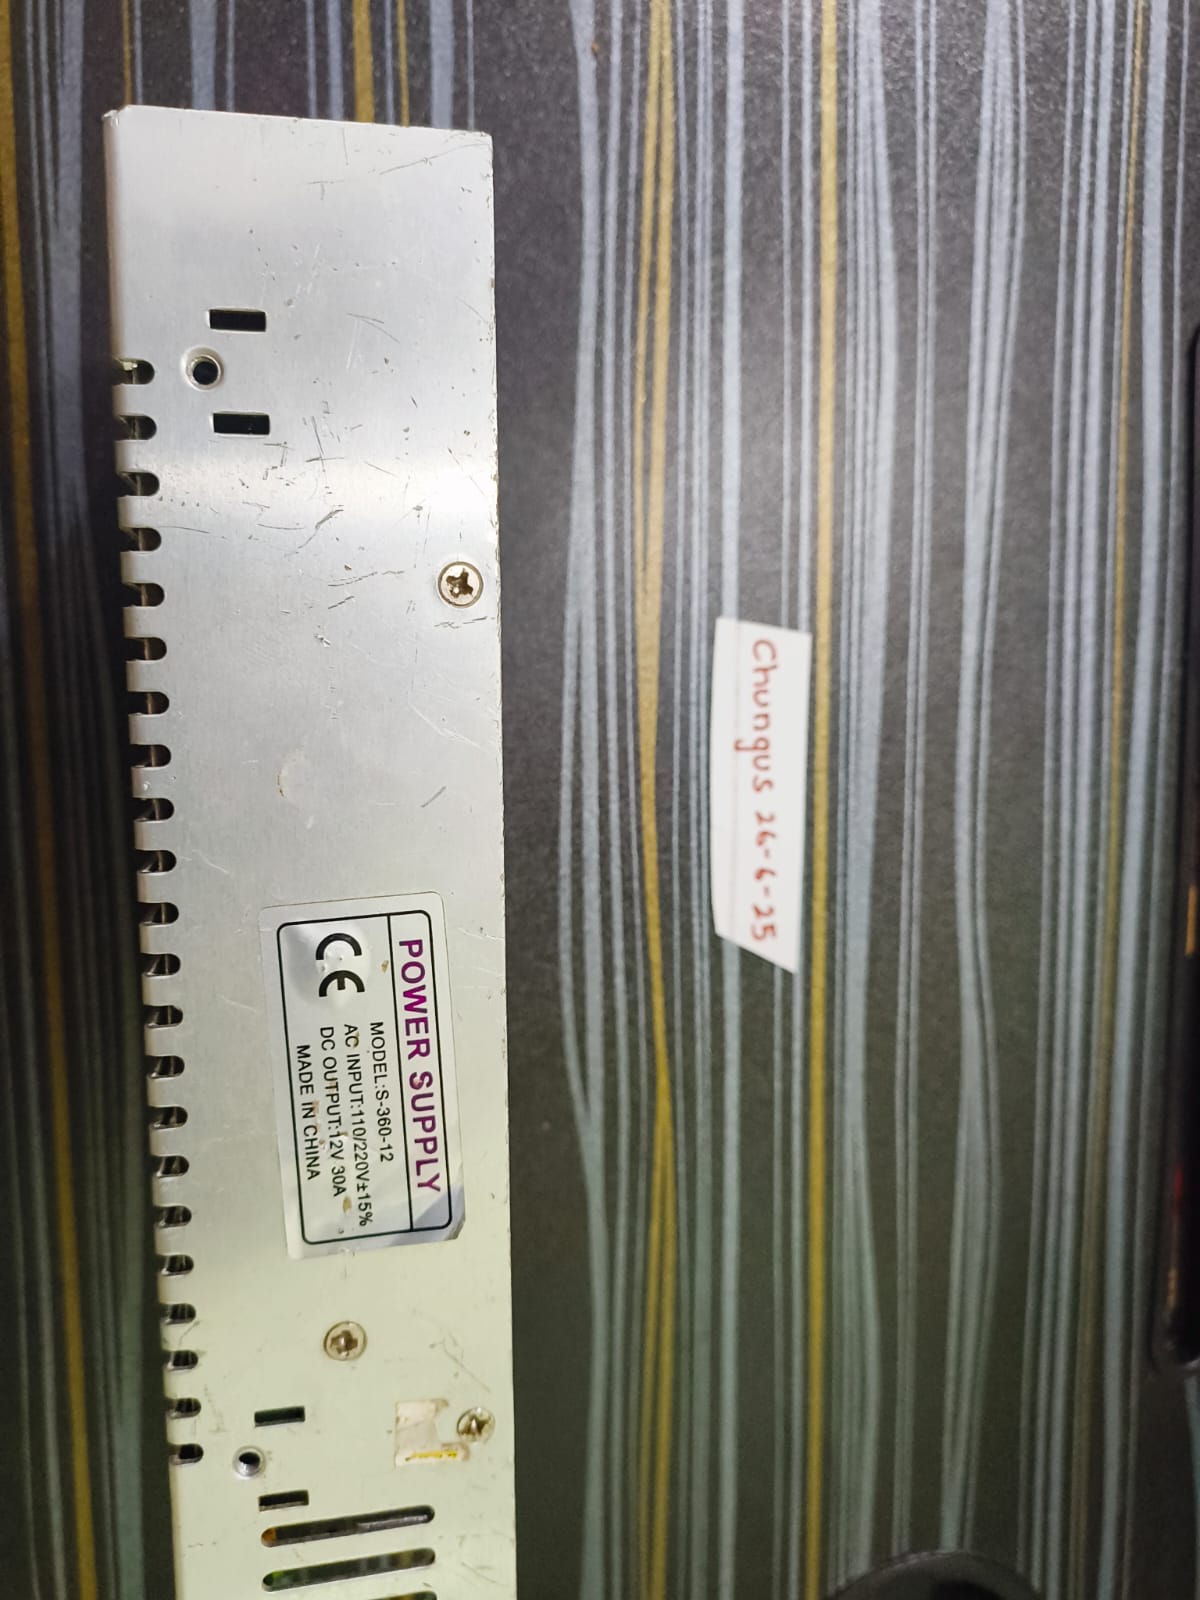 POWER SUPPLY
MODEL:S-360-12
AC INPUT:110/220V±15%
DC OUTPUT:12V 30A
MADE IN CHINA
CE
Chungus 26-6-25